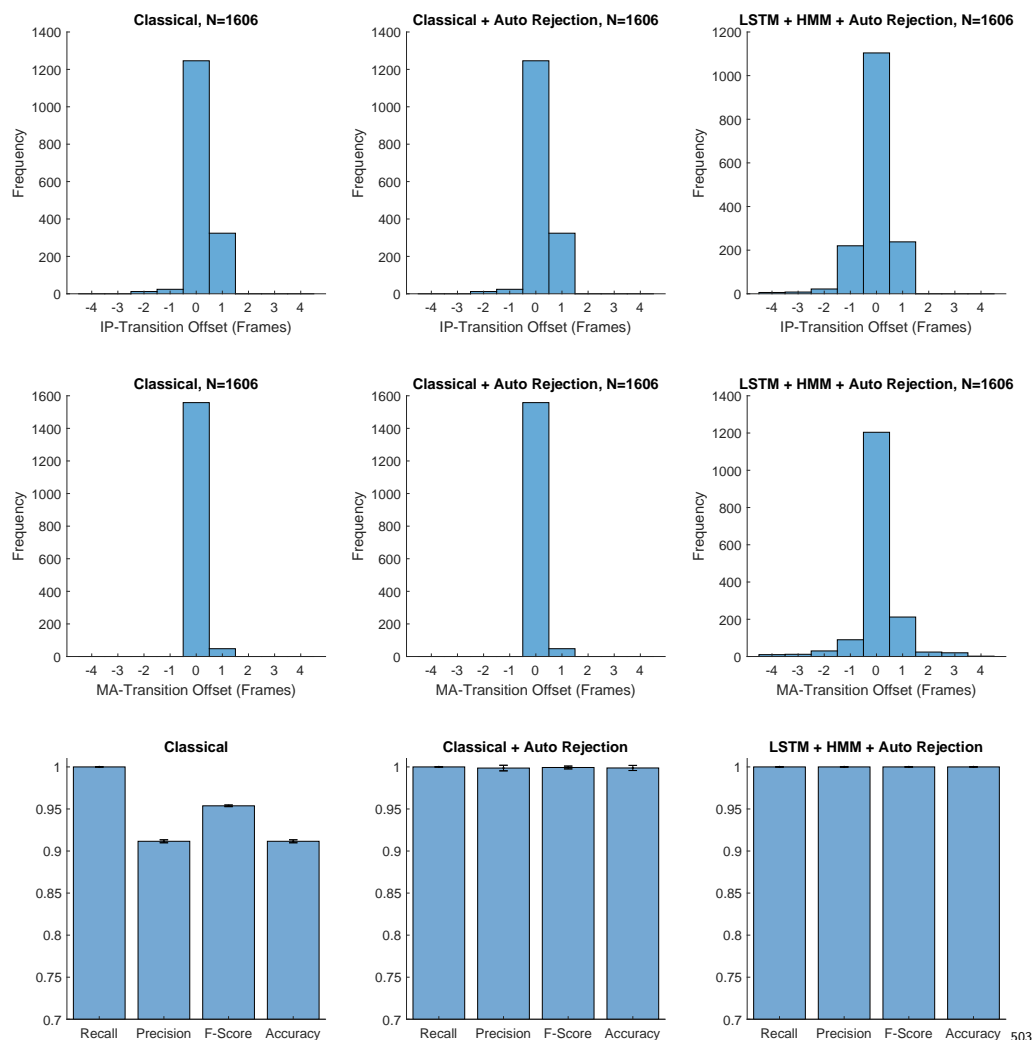 Classical, N=1606
1400
1200
1000
800
600
400
200
0
Frequency
-4 -3 -2 -1 0 1 2 3 4
IP-Transition Offset (Frames)
Classical + Auto Rejection, N=1606
1400
1200
1000
800
600
400
200
0
Frequency
-4 -3 -2 -1 0 1 2 3 4
IP-Transition Offset (Frames)
LSTM + HMM + Auto Rejection, N=1606
1200
1000
800
600
400
200
0
Frequency
-4 -3 -2 -1 0 1 2 3 4
IP-Transition Offset (Frames)
Classical, N=1606
1600
1400
1200
1000
800
600
400
200
0
Frequency
-4 -3 -2 -1 0 1 2 3 4
MA-Transition Offset (Frames)
Classical + Auto Rejection, N=1606
1600
1400
1200
1000
800
600
400
200
0
Frequency
-4 -3 -2 -1 0 1 2 3 4
MA-Transition Offset (Frames)
LSTM + HMM + Auto Rejection, N=1606
1400
1200
1000
800
600
400
200
0
Frequency
-4 -3 -2 -1 0 1 2 3 4
MA-Transition Offset (Frames)
Classical
1
0.95
0.9
0.85
0.8
0.75
0.7
Recall Precision F-Score Accuracy
Classical + Auto Rejection
1
0.95
0.9
0.85
0.8
0.75
0.7
Recall Precision F-Score Accuracy
LSTM + HMM + Auto Rejection
1
0.95
0.9
0.85
0.8
0.75
0.7
Recall Precision F-Score Accuracy
503